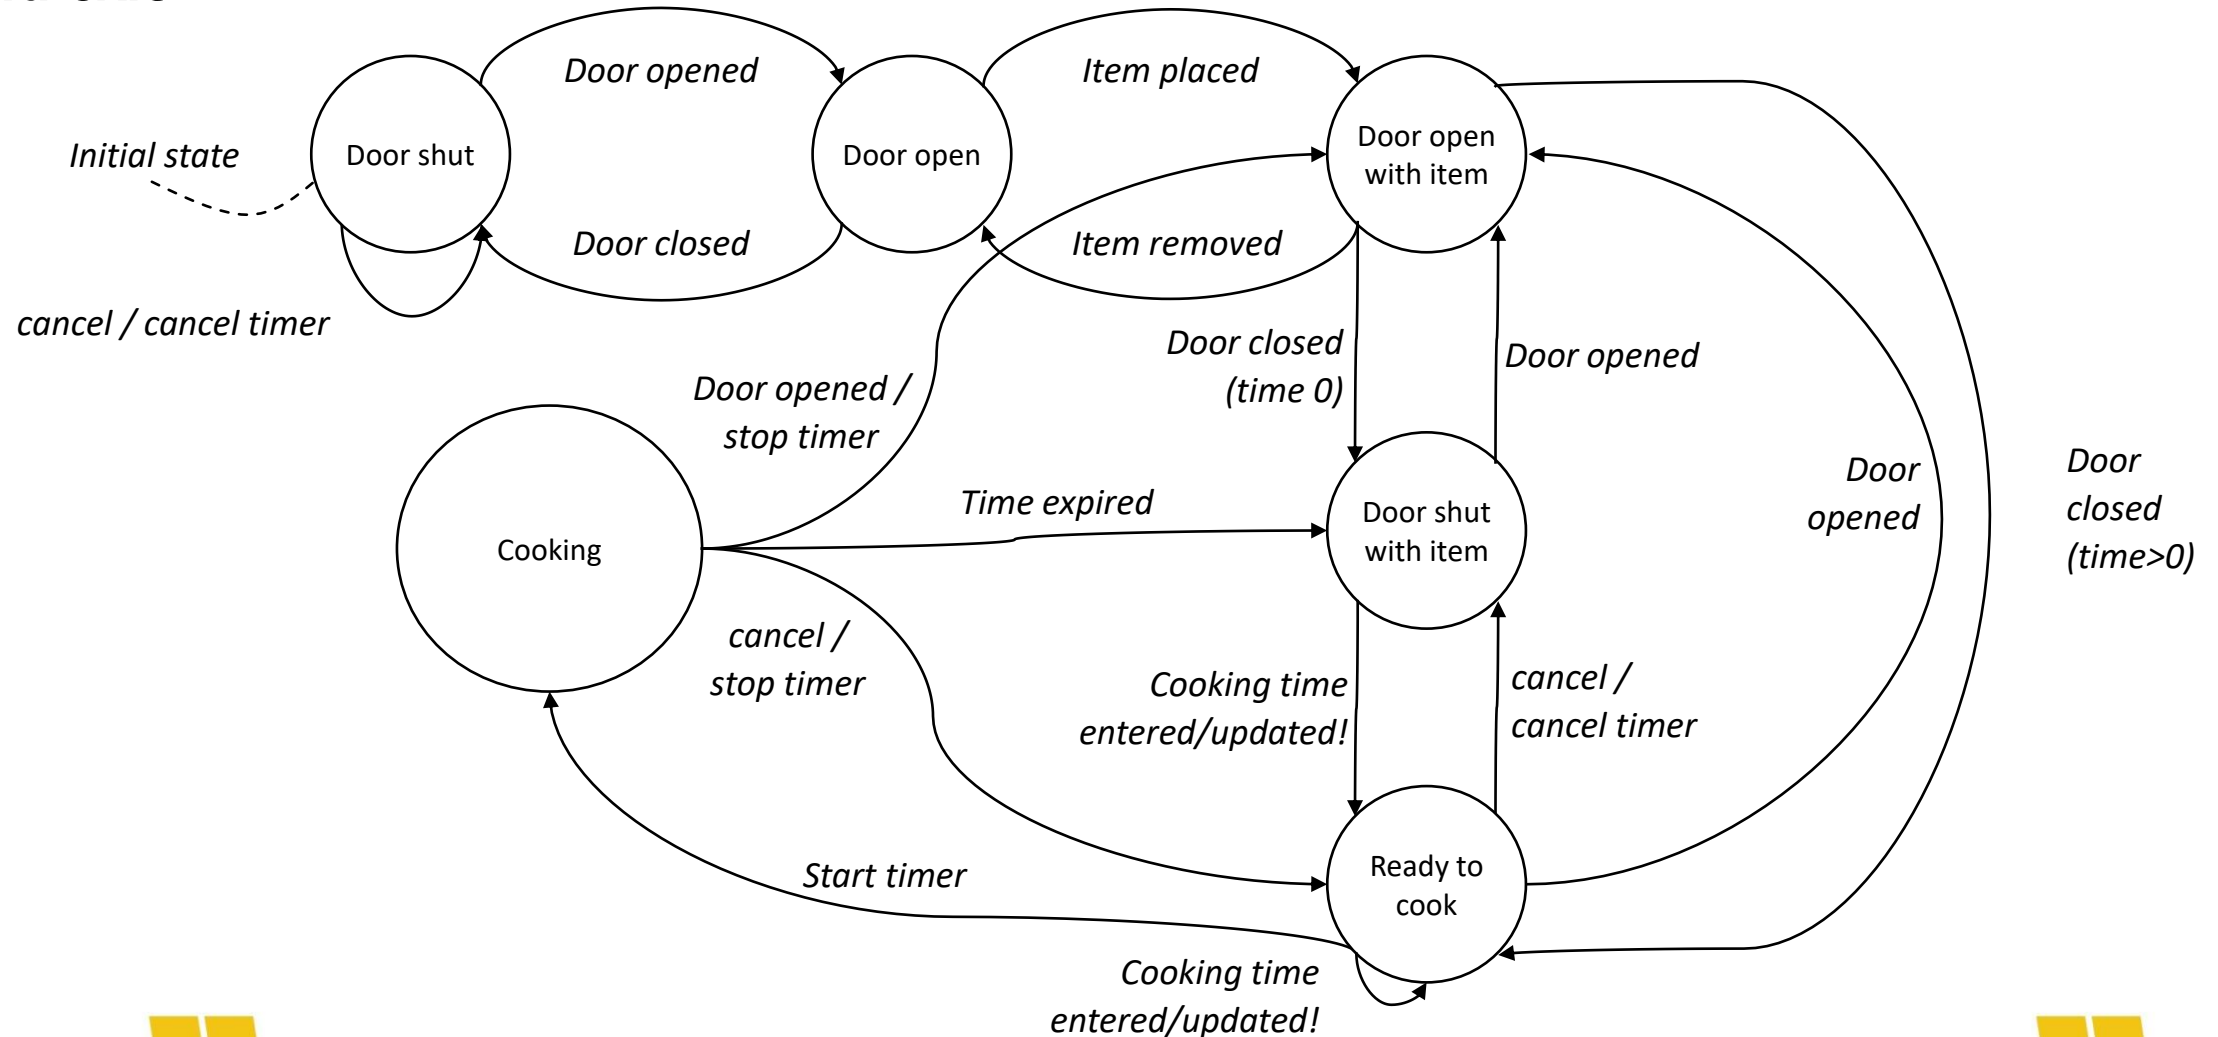 Door opened
Item placed
Initial state
Door shut
Door open
Door open
with item
Door closed
Item removed
cancel / cancel timer
Door closed
(time 0)
Door opened
Door opened /
stop timer
Door
opened
Door
closed
(time>0)
Time expired
Cooking
Door shut
with item
cancel /
stop timer
Cooking time
entered/updated!
cancel /
cancel timer
Start timer
Ready to
cook
Cooking time
entered/updated!